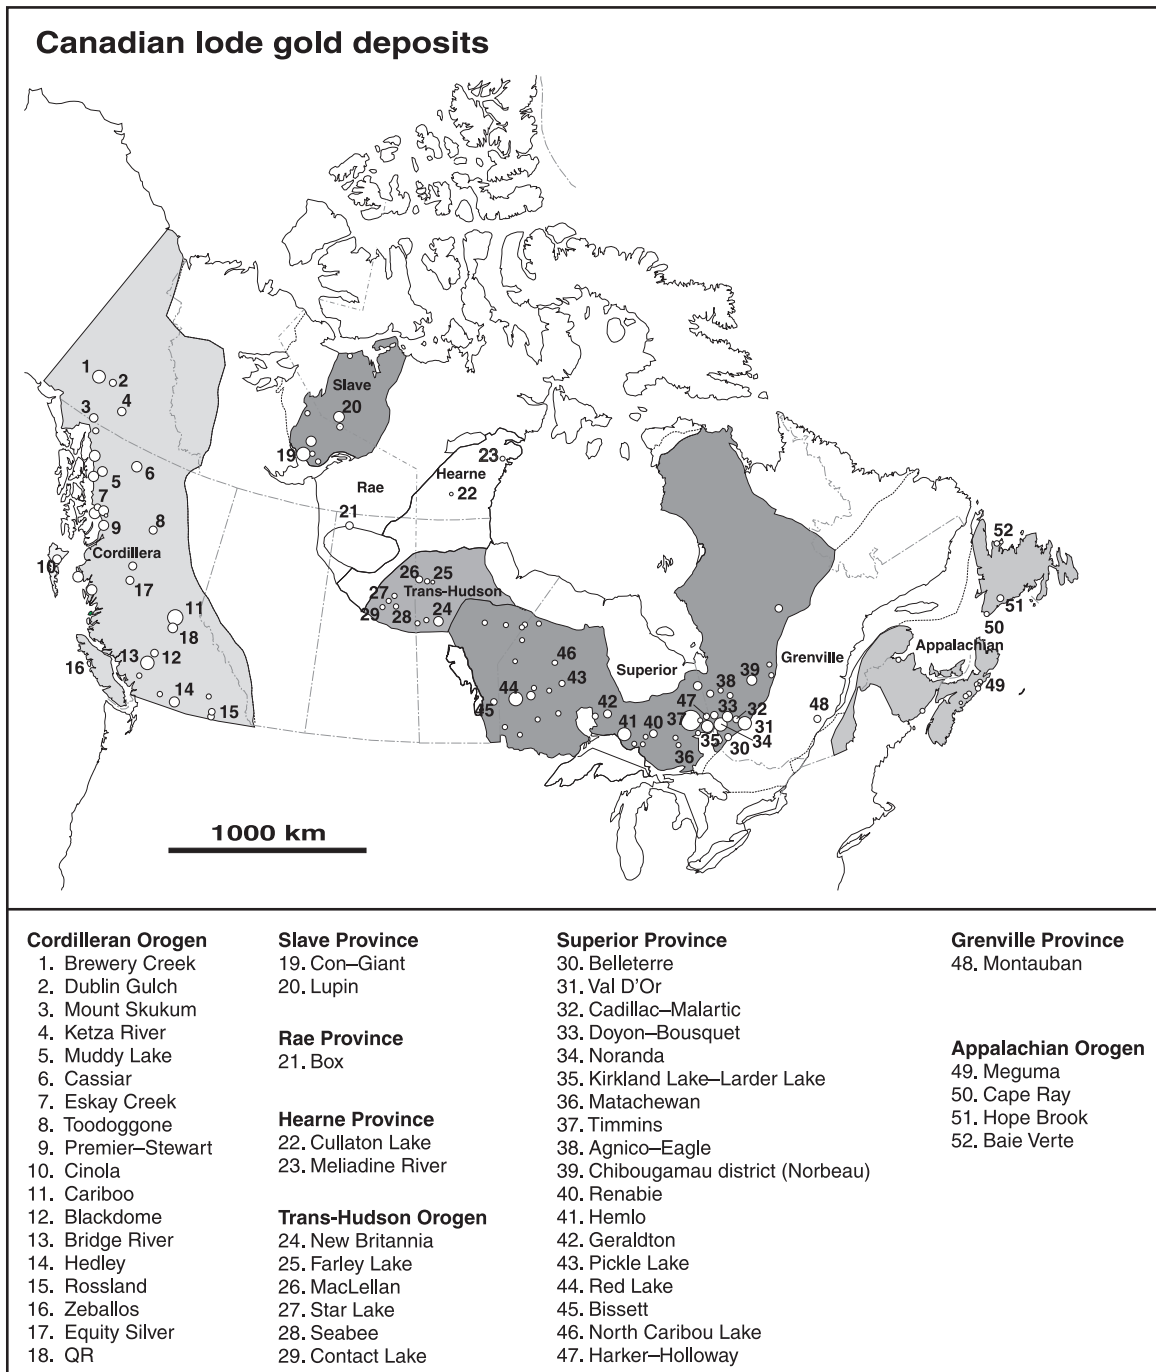 Canadian lode gold deposits
1
2
3
4
5
6
7
8
9
Cordillera
10
17
11
18
12
13
16
14
15
Slave
20
19
23
Hearne
22
Rae
21
26
25
Trans-Hudson
27
29
28
24
46
43
44
45
42
41
40
Superior
39
38
47
37
33
32
31
34
35
30
36
Grenville
48
52
51
50
Appalachian
49
1000 km
Cordilleran Orogen
1. Brewery Creek
2. Dublin Gulch
3. Mount Skukum
4. Ketza River
5. Muddy Lake
6. Cassiar
7. Eskay Creek
8. Toodoggone
9. Premier–Stewart
10. Cinola
11. Cariboo
12. Blackdome
13. Bridge River
14. Hedley
15. Rossland
16. Zeballos
17. Equity Silver
18. QR
Slave Province
19. Con–Giant
20. Lupin
Rae Province
21. Box
Hearne Province
22. Cullaton Lake
23. Meliadine River
Trans-Hudson Orogen
24. New Britannia
25. Farley Lake
26. MacLellan
27. Star Lake
28. Seabee
29. Contact Lake
Superior Province
30. Belleterre
31. Val D'Or
32. Cadillac–Malartic
33. Doyon–Bousquet
34. Noranda
35. Kirkland Lake–Larder Lake
36. Matachewan
37. Timmins
38. Agnico–Eagle
39. Chibougamau district (Norbeau)
40. Renabie
41. Hemlo
42. Geraldton
43. Pickle Lake
44. Red Lake
45. Bissett
46. North Caribou Lake
47. Harker–Holloway
Grenville Province
48. Montauban
Appalachian Orogen
49. Meguma
50. Cape Ray
51. Hope Brook
52. Baie Verte